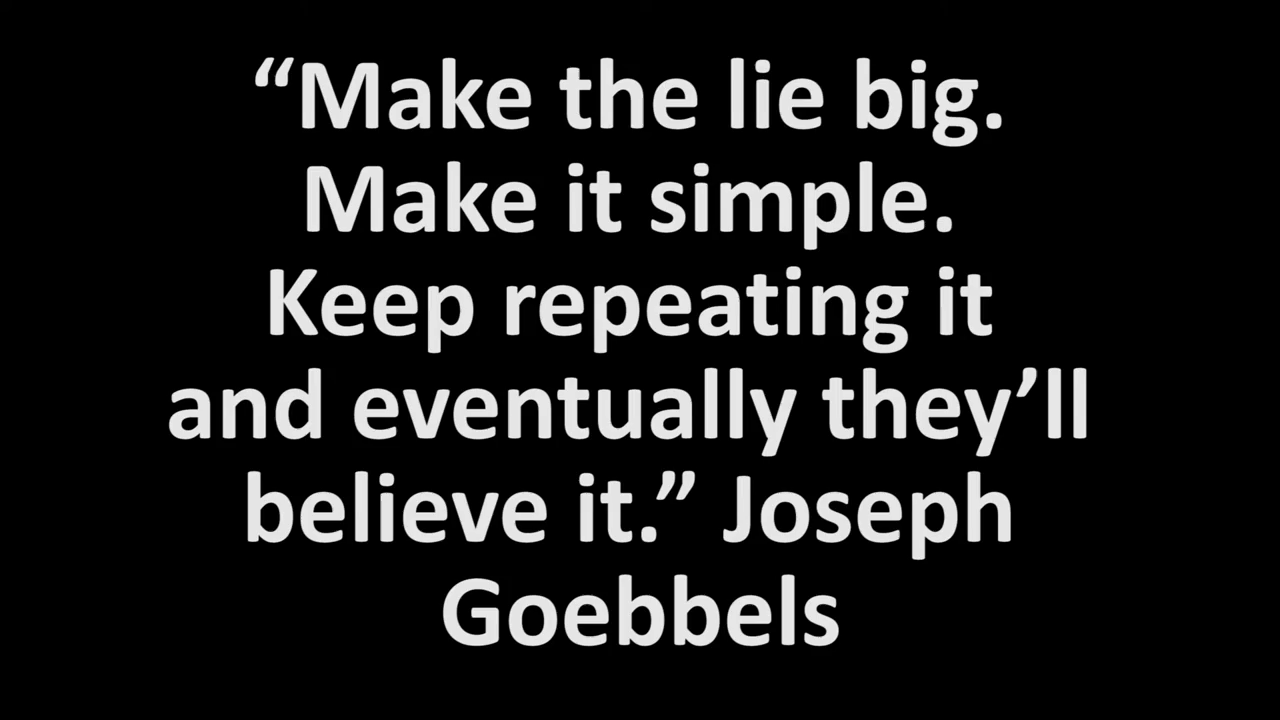 “Make the lie big.
Make it simple.
Keep repeating it
and eventually they’ll
believe it.” Joseph
Goebbels